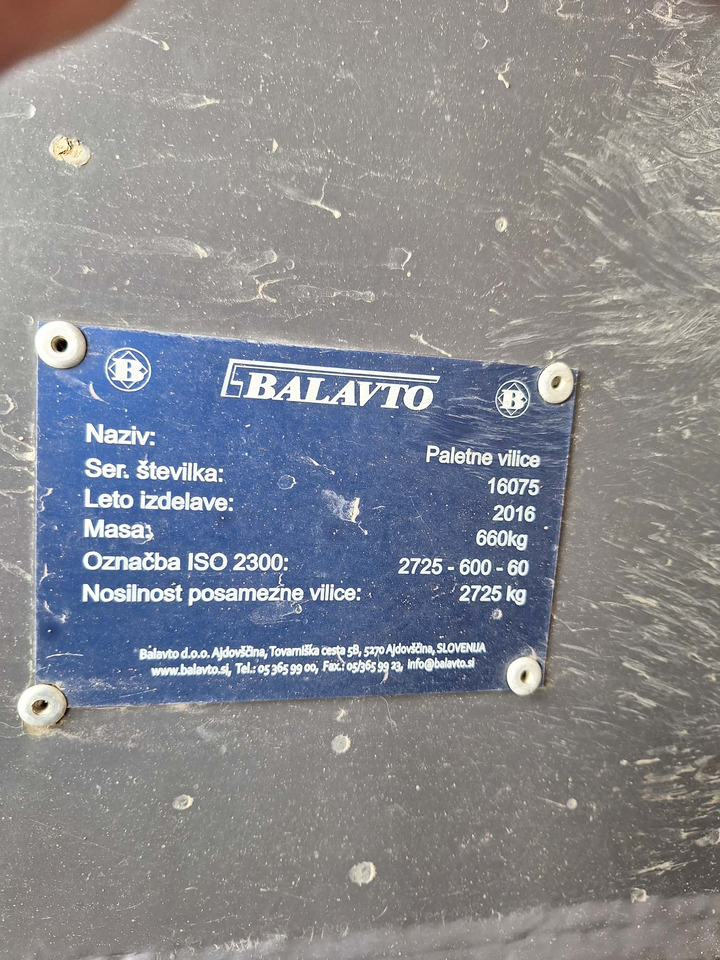 B BALAVTO B
Naziv: Paletne vilice
Ser. številka: 16075
Leto izdelave: 2016
Masa: 660kg
Označba ISO 2300: 2725 - 600 - 60
Nosilnost posamezne vilice: 2725 kg
Balavto d.o.o. Ajdovščina, Tovarniška cesta 5B, 5270 Ajdovščina, SLOVENIJA
www.balavto.si, Tel.: 05 365 99 00, Fax.: 05/365 99 23, info@balavto.si